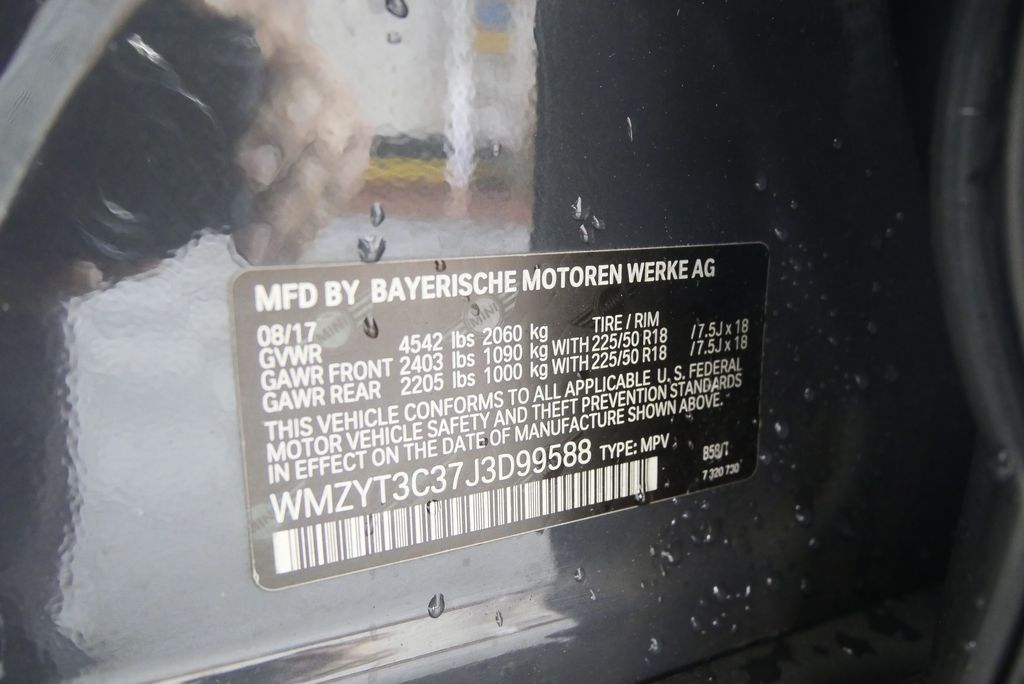 MFD BY BAYERISCHE MOTOREN WERKE AG
08/17 TIRE / RIM
GVWR 4542 lbs 2060 kg
GAWR FRONT 2403 lbs 1090 kg WITH 225/50 R18 /7.5J x 18
GAWR REAR 2205 lbs 1000 kg WITH 225/50 R18 /7.5J x 18
THIS VEHICLE CONFORMS TO ALL APPLICABLE U.S. FEDERAL
MOTOR VEHICLE SAFETY AND THEFT PREVENTION STANDARDS
IN EFFECT ON THE DATE OF MANUFACTURE SHOWN ABOVE.
WMZYT3C37J3D99588 TYPE: MPV
7 320 730
MINI
MINI